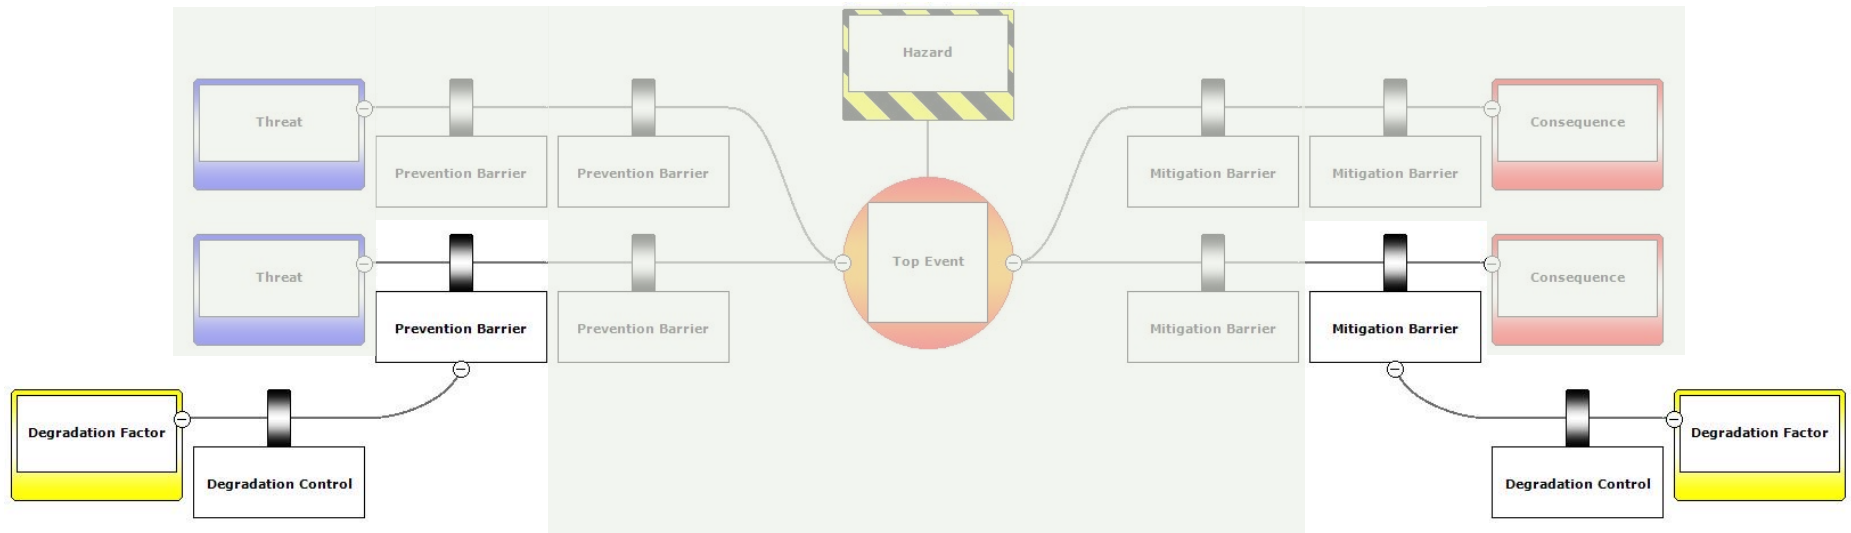 Hazard
Threat
Prevention Barrier
Prevention Barrier
Mitigation Barrier
Mitigation Barrier
Consequence
Threat
Prevention Barrier
Prevention Barrier
Top Event
Mitigation Barrier
Mitigation Barrier
Consequence
Degradation Factor
Degradation Control
Degradation Control
Degradation Factor